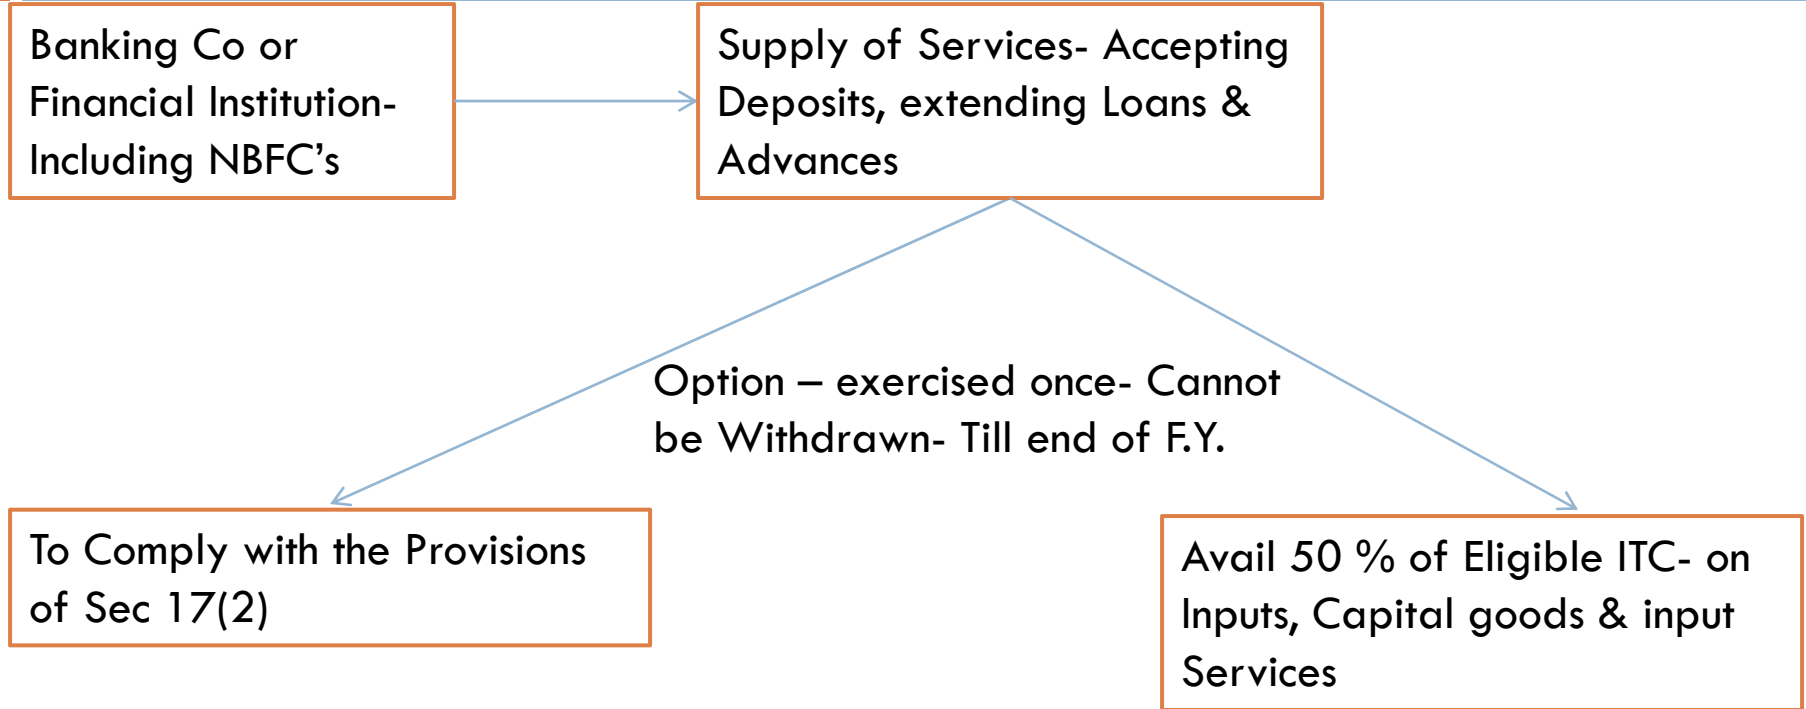 Banking Co or
Financial Institution-
Including NBFC’s
Supply of Services- Accepting
Deposits, extending Loans &
Advances
Option – exercised once- Cannot
be Withdrawn- Till end of F.Y.
To Comply with the Provisions
of Sec 17(2)
Avail 50 % of Eligible ITC- on
Inputs, Capital goods & input
Services